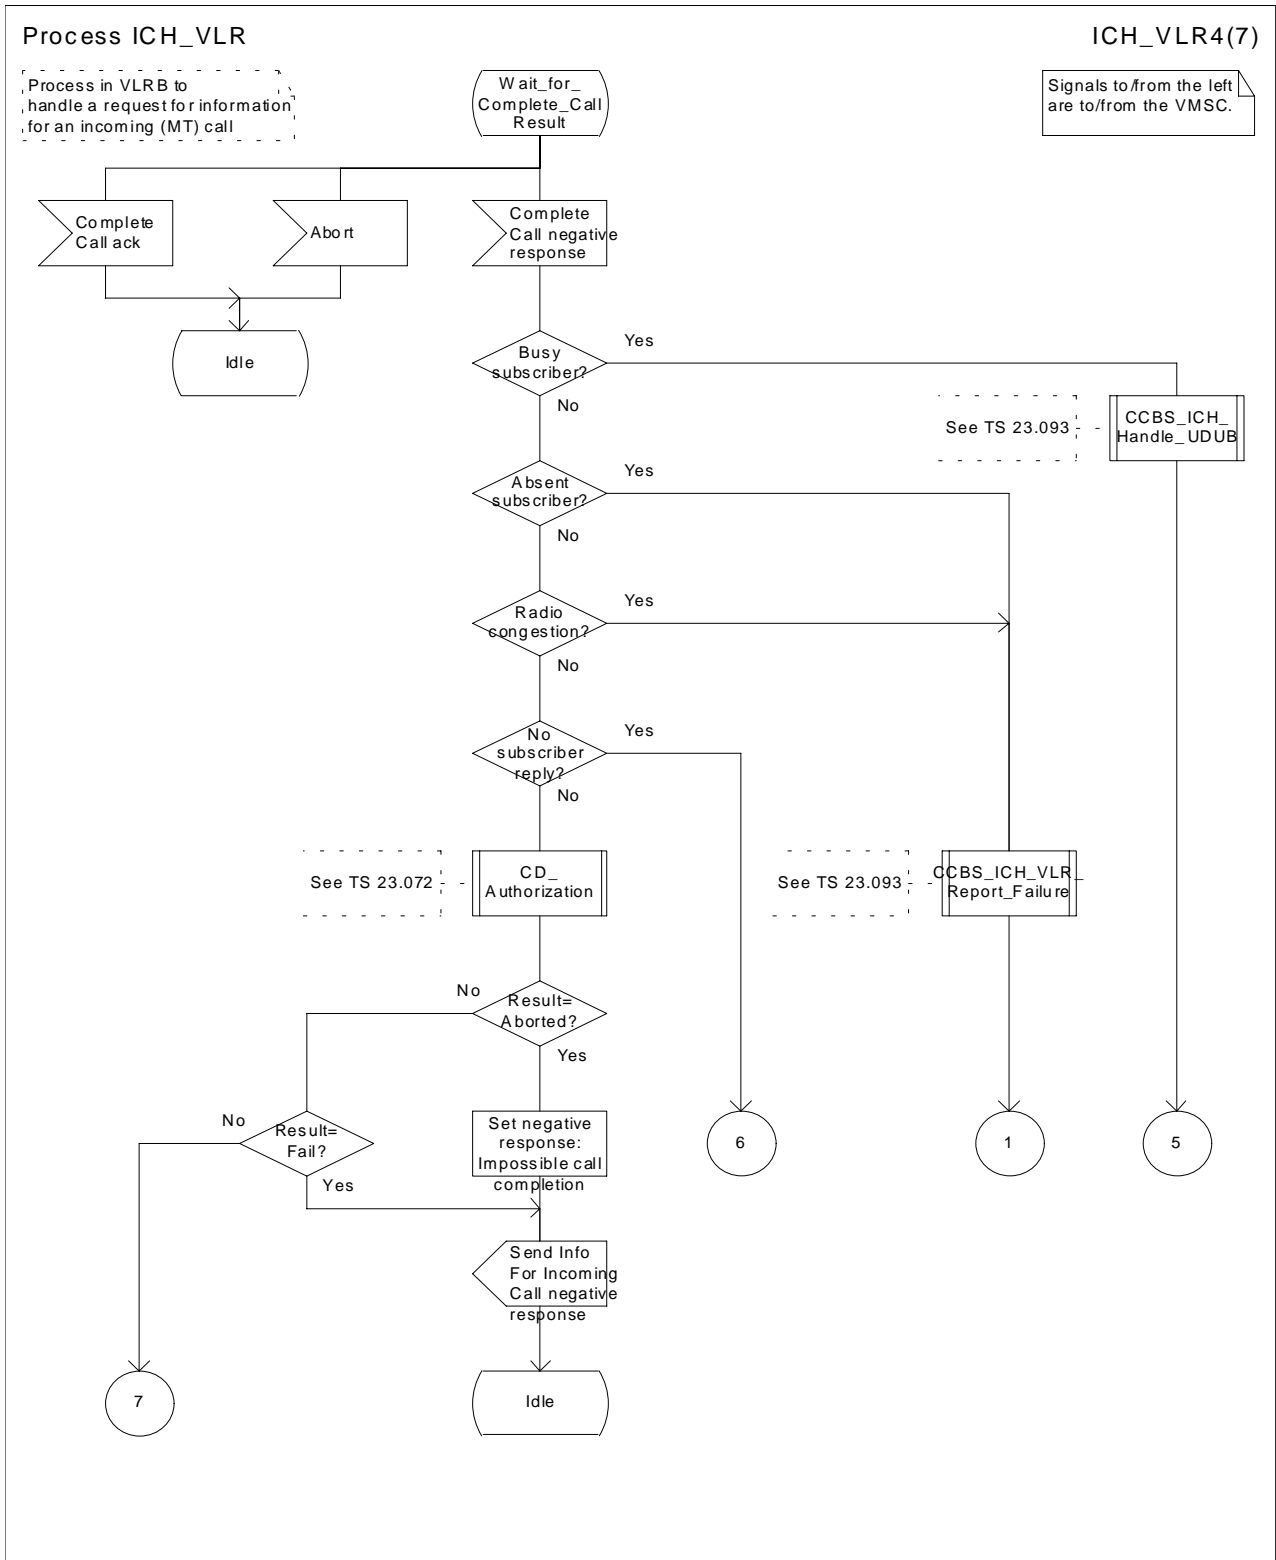 Process ICH_VLR
ICH_VLR4(7)
Process in VLRB to
handle a request for information
for an incoming (MT) call
Wait_for_
Complete_Call
Result
Signals to/from the left
are to/from the VMSC.
Complete
Call ack
Abort
Complete
Call negative
response
Idle
Busy
subscriber?
Yes
No
See TS 23.093
CCBS_ICH_
Handle_UDUB
Absent
subscriber?
Yes
No
Radio
congestion?
Yes
No
No
subscriber
reply?
Yes
No
See TS 23.072
CD_
Authorization
See TS 23.093
CCBS_ICH_VLR_
Report_Failure
No
Result=
Aborted?
Yes
No
Result=
Fail?
Yes
Set negative
response:
Impossible call
completion
6
1
5
Send Info
For Incoming
Call negative
response
7
Idle